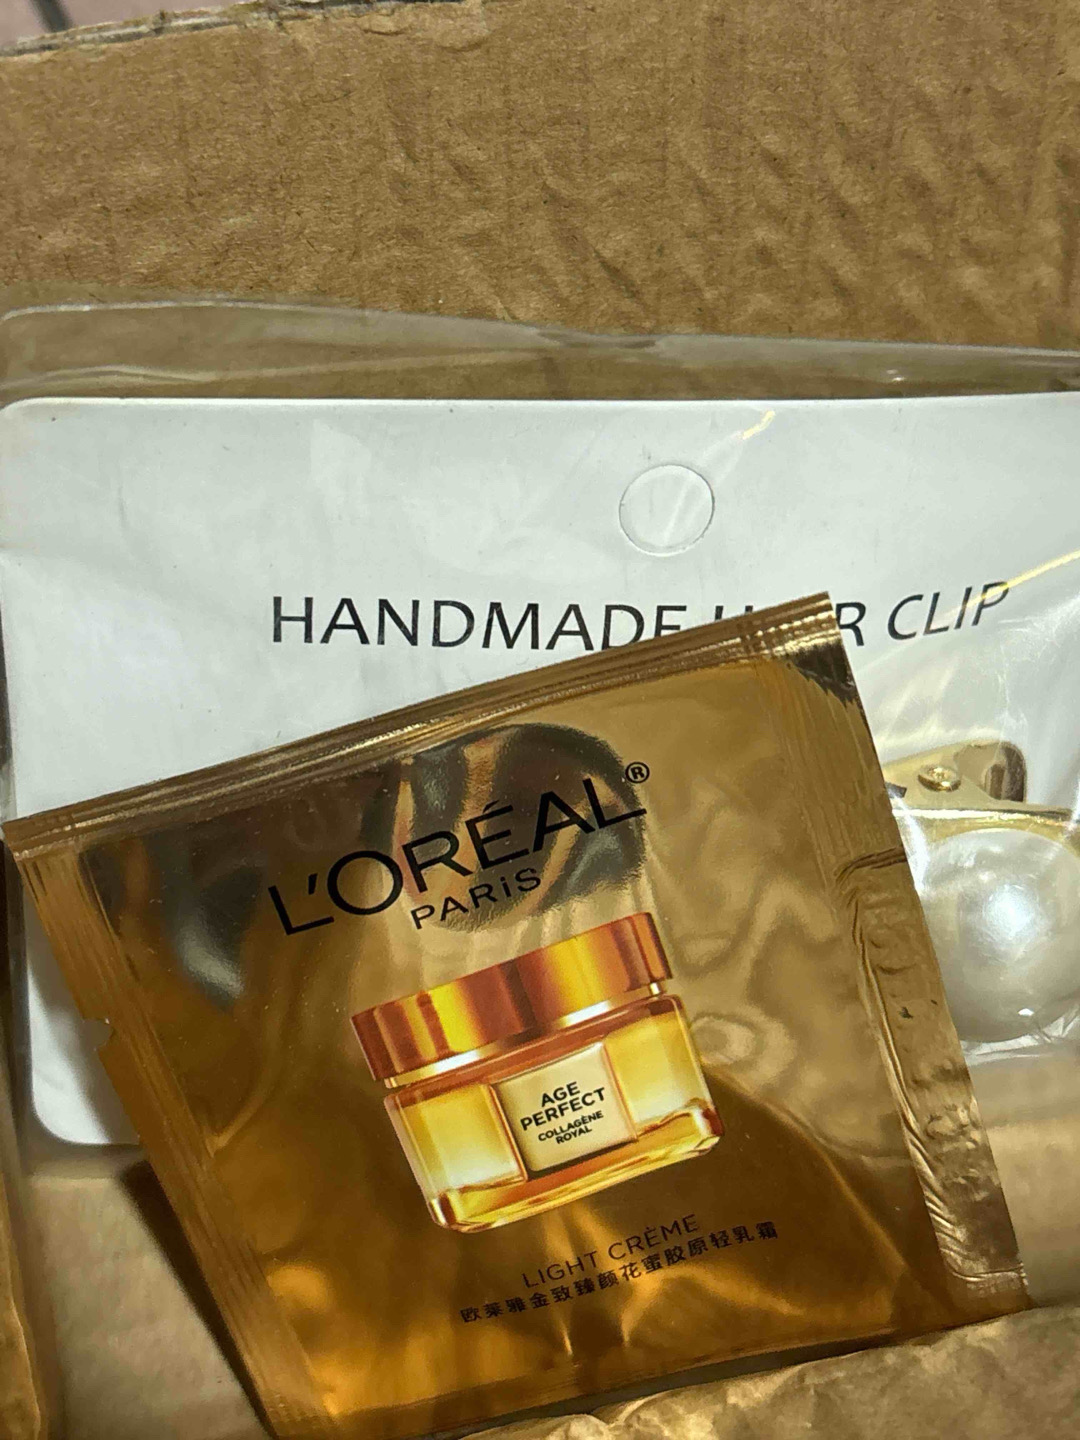 HANDMADE HAIR CLIP
L'ORÉAL®
PARiS
AGE
PERFECT
COLLAGÈNE
ROYAL
LIGHT CRÈME
欧莱雅金致臻颜花蜜胶原轻乳霜